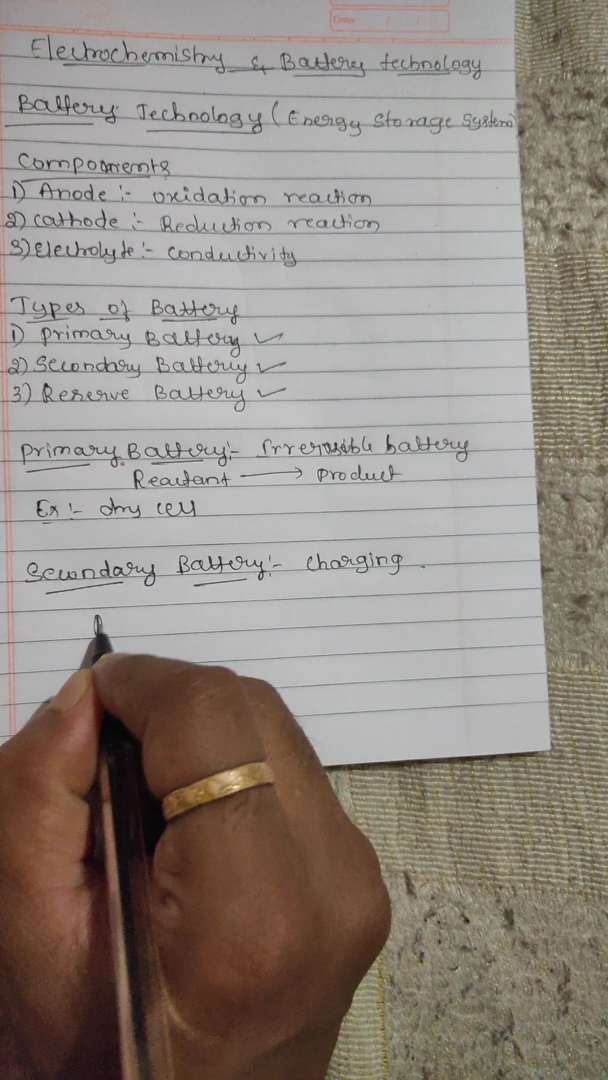 Date
Electrochemistry & Battery technology
Battery Technology (Energy Storage System)
Components
1) Anode :- oxidation reaction
2) Cathode :- Reduction reaction
3) Electrolyte :- Conductivity
Types of Battery
1) Primary Battery ✓
2) Secondary Battery ✓
3) Reserve Battery ✓
Primary Battery :- Irreversible battery
Reactant → Product
Ex :- dry cell
Secondary Battery :- Charging